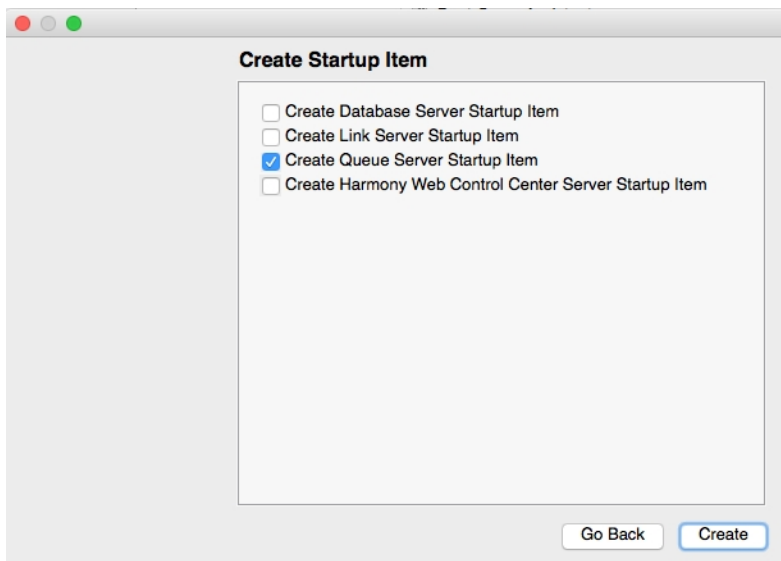 Create Startup Item
Create Database Server Startup Item
Create Link Server Startup Item
Create Queue Server Startup Item
Create Harmony Web Control Center Server Startup Item
Go Back
Create